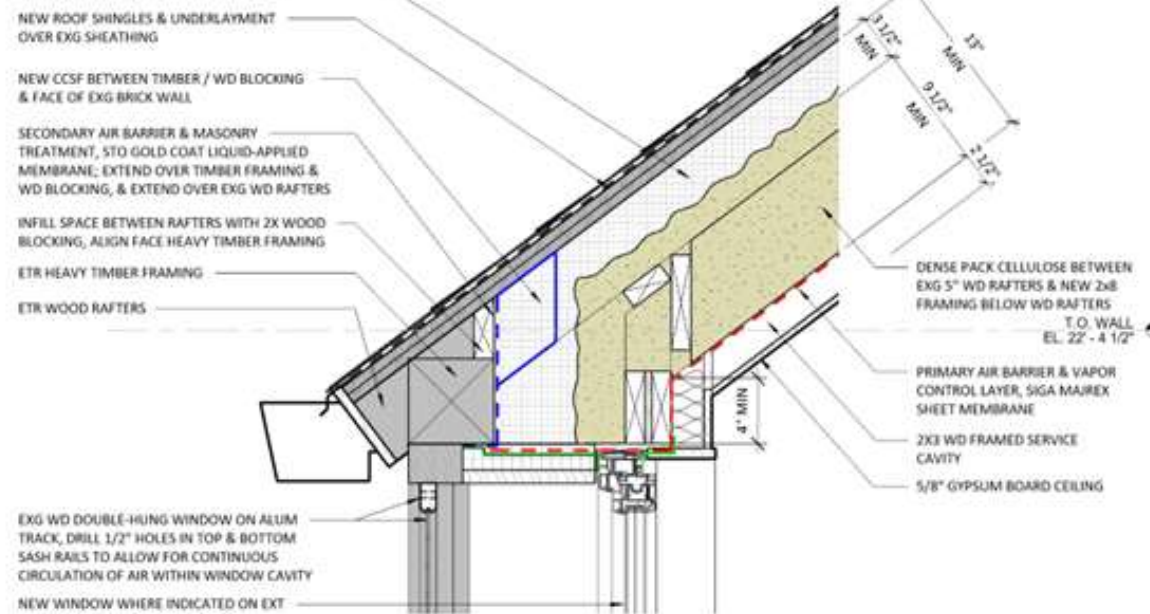 NEW ROOF SHINGLES & UNDERLAYMENT
OVER EXG SHEATHING
NEW CCSF BETWEEN TIMBER / WD BLOCKING
& FACE OF EXG BRICK WALL
SECONDARY AIR BARRIER & MASONRY
TREATMENT, STO GOLD COAT LIQUID-APPLIED
MEMBRANE; EXTEND OVER TIMBER FRAMING &
WD BLOCKING, & EXTEND OVER EXG WD RAFTERS
INFILL SPACE BETWEEN RAFTERS WITH 2X WOOD
BLOCKING, ALIGN FACE HEAVY TIMBER FRAMING
ETR HEAVY TIMBER FRAMING
ETR WOOD RAFTERS
EXG WD DOUBLE-HUNG WINDOW ON ALUM
TRACK, DRILL 1/2" HOLES IN TOP & BOTTOM
SASH RAILS TO ALLOW FOR CONTINUOUS
CIRCULATION OF AIR WITHIN WINDOW CAVITY
NEW WINDOW WHERE INDICATED ON EXT
3 1/2"
MIN
13"
MIN
9 1/2"
MIN
2 1/2"
4" MIN
DENSE PACK CELLULOSE BETWEEN
EXG 5" WD RAFTERS & NEW 2x8
FRAMING BELOW WD RAFTERS
T.O. WALL
EL. 22' - 4 1/2"
PRIMARY AIR BARRIER & VAPOR
CONTROL LAYER, SIGA MAJREX
SHEET MEMBRANE
2X3 WD FRAMED SERVICE
CAVITY
5/8" GYPSUM BOARD CEILING